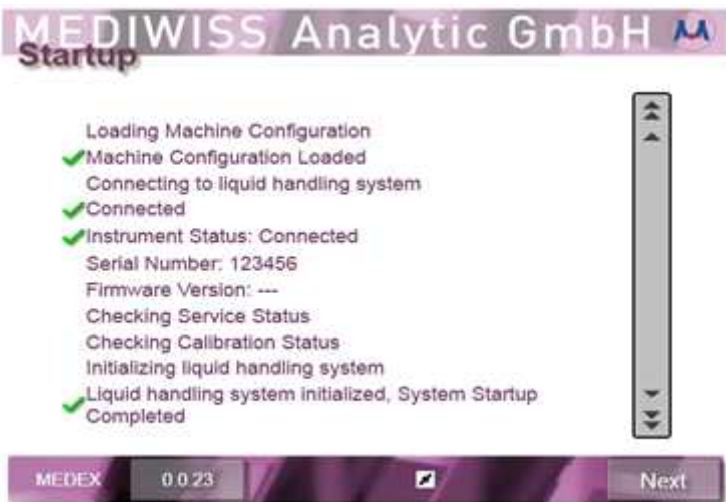 MEDIWISS Analytic GmbH
Startup
Loading Machine Configuration
Machine Configuration Loaded
Connecting to liquid handling system
Connected
Instrument Status: Connected
Serial Number: 123456
Firmware Version: ---
Checking Service Status
Checking Calibration Status
Initializing liquid handling system
Liquid handling system initialized, System Startup
Completed
MEDEX 0.0.23 Next